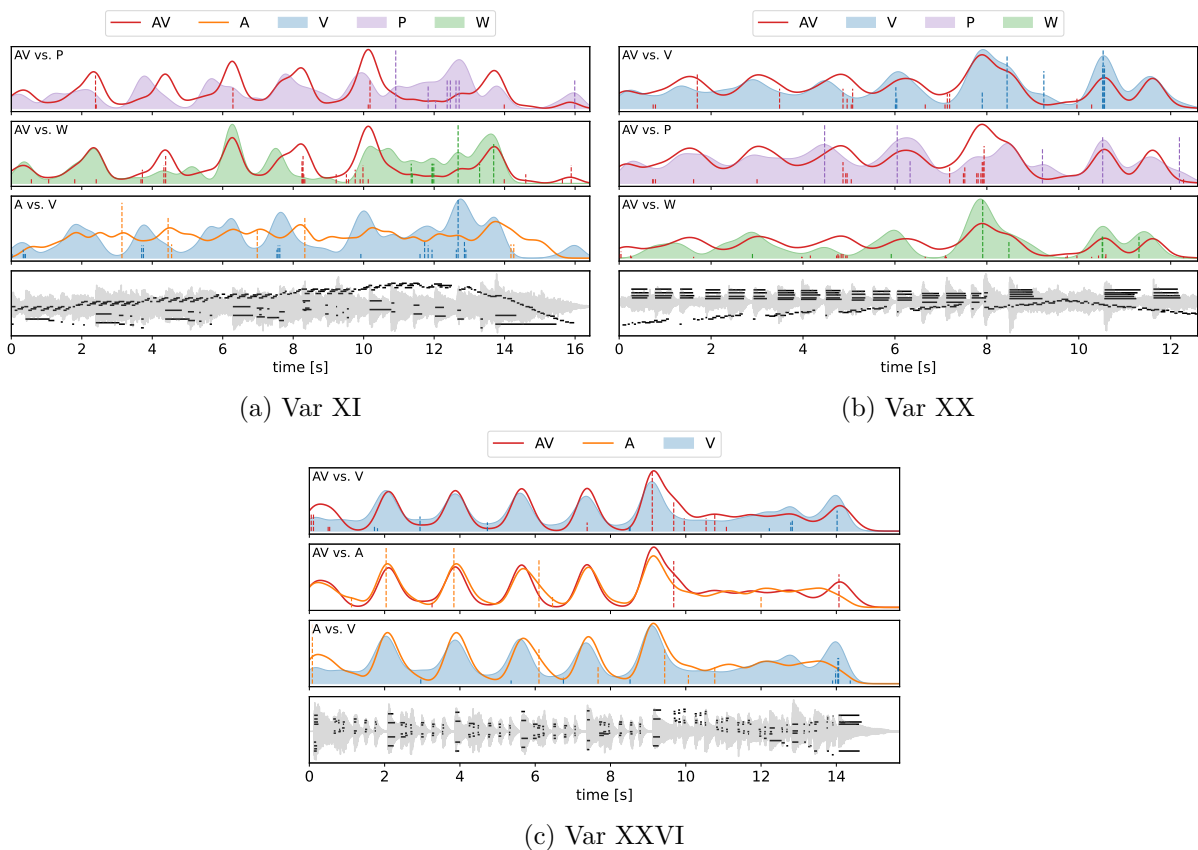 AV A V P W
AV vs. P
AV vs. W
A vs. V
0 2 4 6 8 10 12 14 16
time [s]
(a) Var XI
AV V P W
AV vs. V
AV vs. P
AV vs. W
0 2 4 6 8 10 12
time [s]
(b) Var XX
AV A V
AV vs. V
AV vs. A
A vs. V
0 2 4 6 8 10 12 14
time [s]
(c) Var XXVI